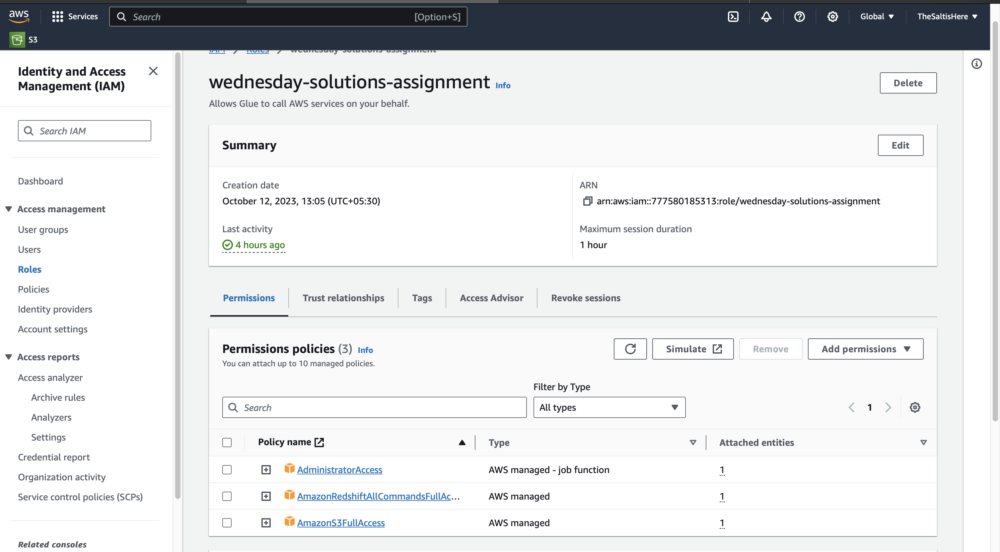 aws
Services
Search
[Option+S]
Global
TheSaltisHere
S3
IAM
Roles
wednesday-solutions-assignment
Identity and Access
Management (IAM)
Search IAM
Dashboard
Access management
User groups
Users
Roles
Policies
Identity providers
Account settings
Access reports
Access analyzer
Archive rules
Analyzers
Settings
Credential report
Organization activity
Service control policies (SCPs)
Related consoles
wednesday-solutions-assignment Info
Delete
Allows Glue to call AWS services on your behalf.
Summary
Edit
Creation date
October 12, 2023, 13:05 (UTC+05:30)
ARN
arn:aws:iam::777580185313:role/wednesday-solutions-assignment
Last activity
4 hours ago
Maximum session duration
1 hour
Permissions
Trust relationships
Tags
Access Advisor
Revoke sessions
Permissions policies (3) Info
You can attach up to 10 managed policies.
Simulate
Remove
Add permissions
Filter by Type
Search
All types
1
Policy name
Type
Attached entities
AdministratorAccess
AWS managed - job function
1
AmazonRedshiftAllCommandsFullAc...
AWS managed
1
AmazonS3FullAccess
AWS managed
1